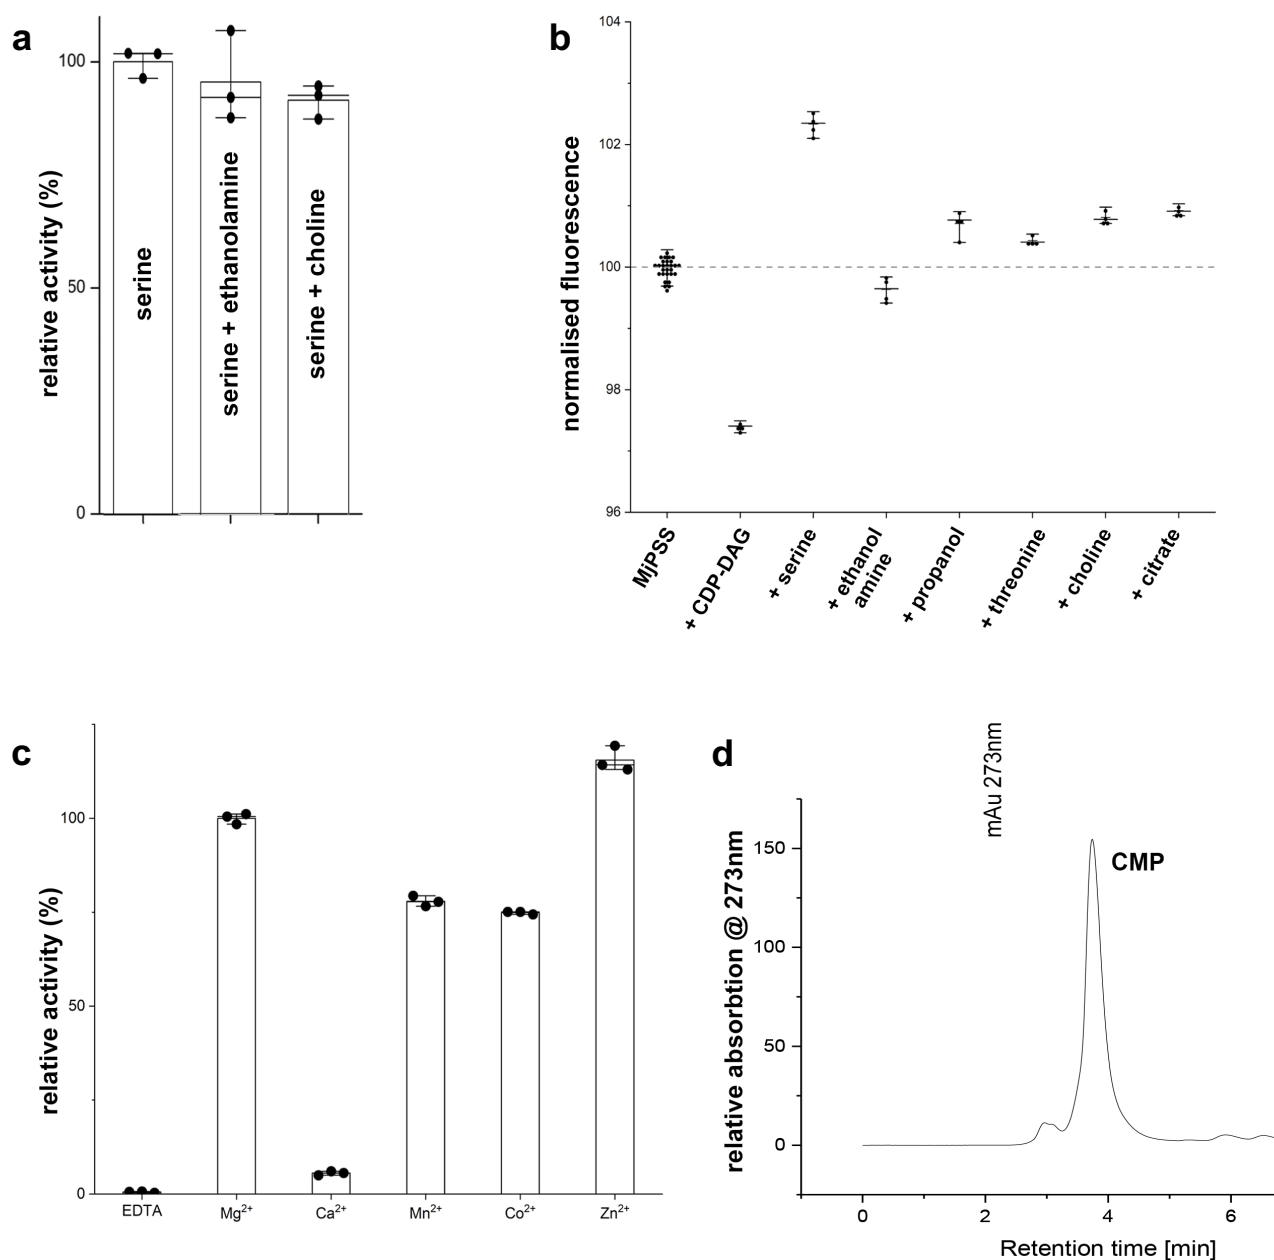 a
relative activity (%)
100
50
0
serine
serine + ethanolamine
serine + choline
b
normalised fluorescence
104
102
100
98
96
MjPSS
+ CDP-DAG
+ serine
+ ethanol
amine
+ propanol
+ threonine
+ choline
+ citrate
c
relative activity (%)
100
50
0
EDTA
Mg²⁺
Ca²⁺
Mn²⁺
Co²⁺
Zn²⁺
d
mAu 273nm
relative absorbtion @ 273nm
150
100
50
0
CMP
0
2
4
6
Retention time [min]